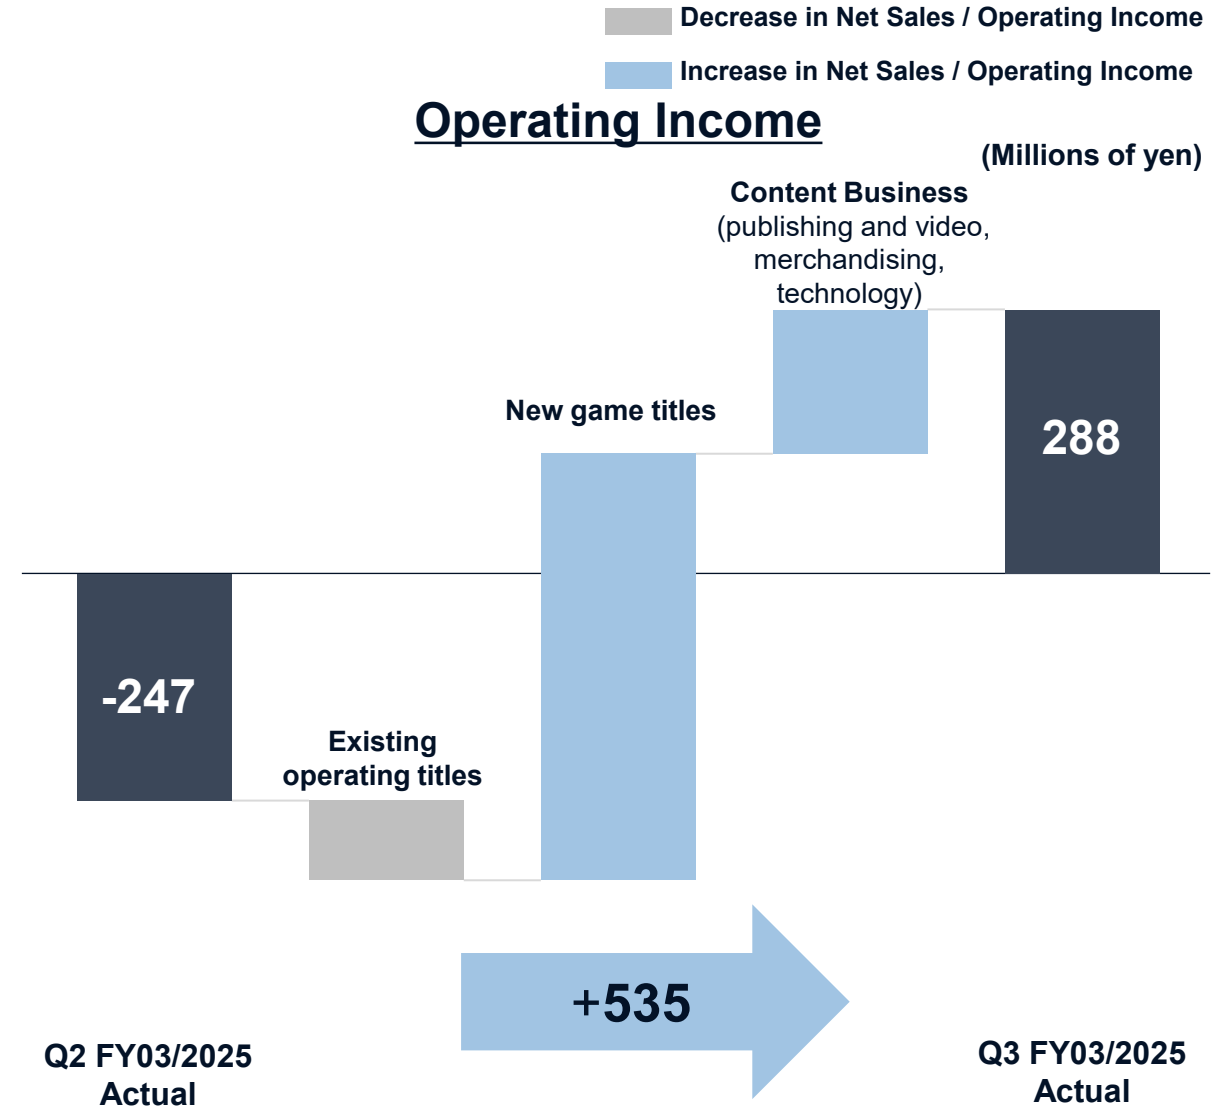 Decrease in Net Sales / Operating Income
Increase in Net Sales / Operating Income
Operating Income
(Millions of yen)
Content Business
(publishing and video,
merchandising,
technology)
New game titles
288
-247
Existing
operating titles
+535
Q2 FY03/2025
Actual
Q3 FY03/2025
Actual